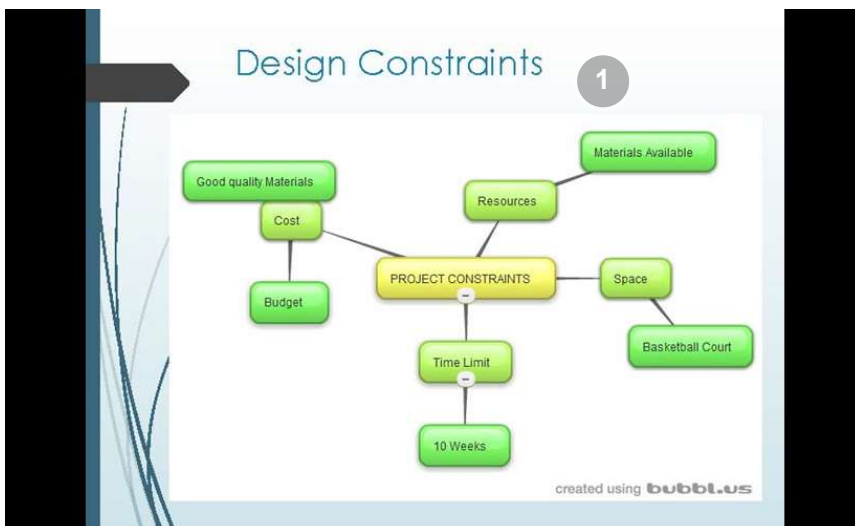 Design Constraints
1
Materials Available
Good quality Materials
Resources
Cost
PROJECT CONSTRAINTS
Space
Budget
Basketball Court
Time Limit
10 Weeks
created using bubbl.us